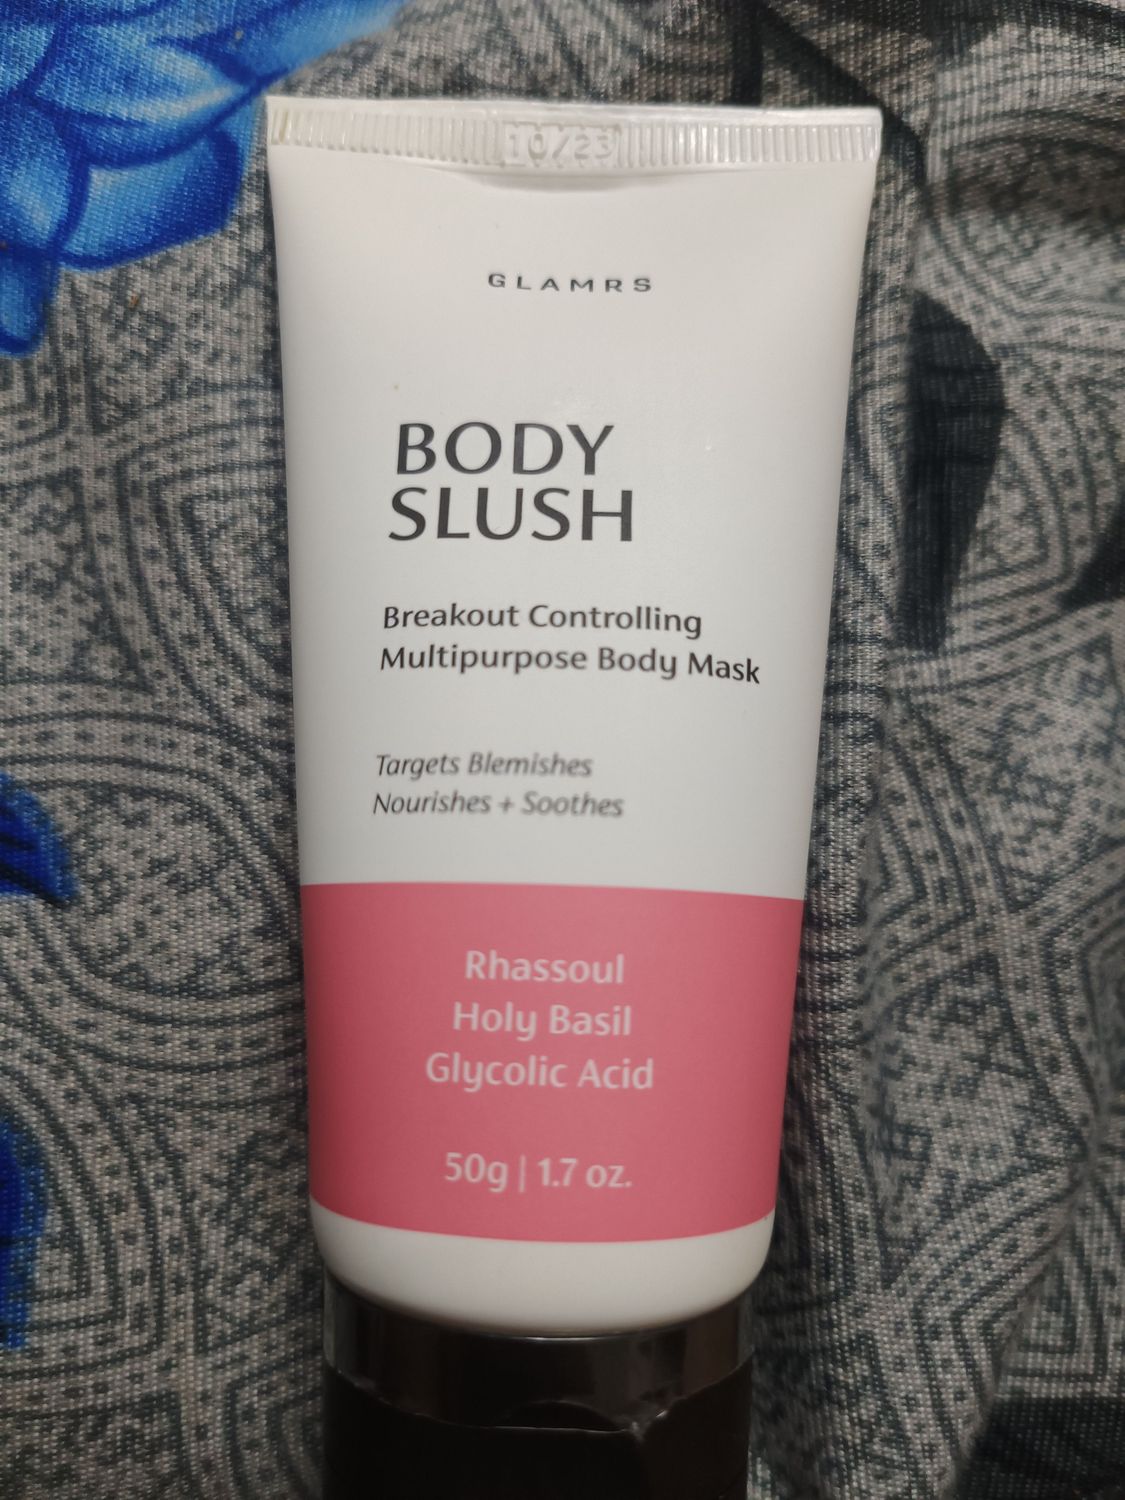 10/23
GLAMRS
BODY
SLUSH
Breakout Controlling
Multipurpose Body Mask
Targets Blemishes
Nourishes + Soothes
Rhassoul
Holy Basil
Glycolic Acid
50g | 1.7 oz.